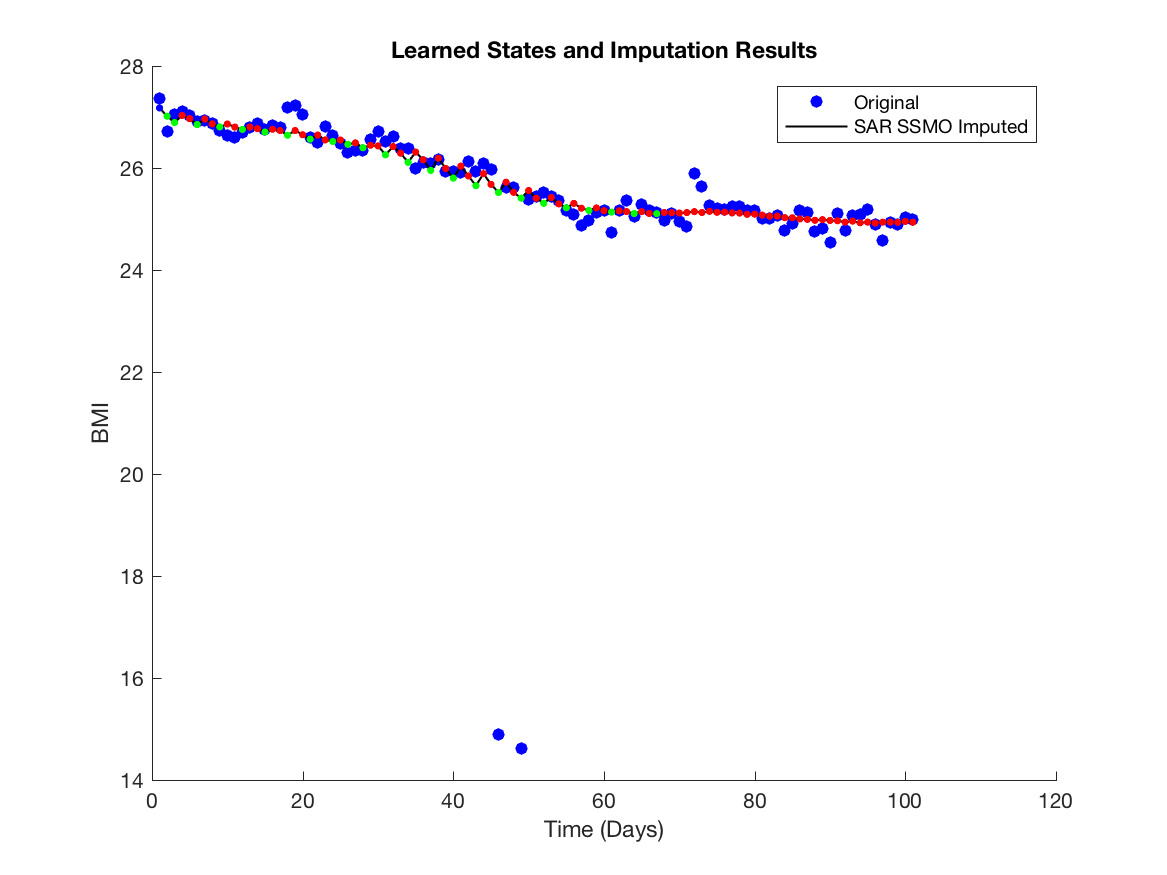 Learned States and Imputation Results
Original
SAR SSMO Imputed
BMI
28
26
24
22
20
18
16
14
0 20 40 60 80 100 120
Time (Days)